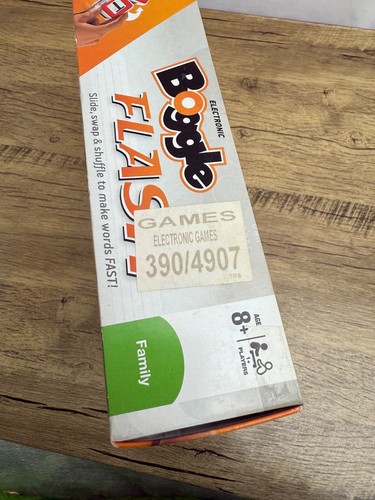 ELECTRONIC
Boggle
FLASH
Slide, swap & shuffle to make words FAST!
GAMES
ELECTRONIC GAMES
390/4907
AGE
8+
1+
PLAYERS
Family